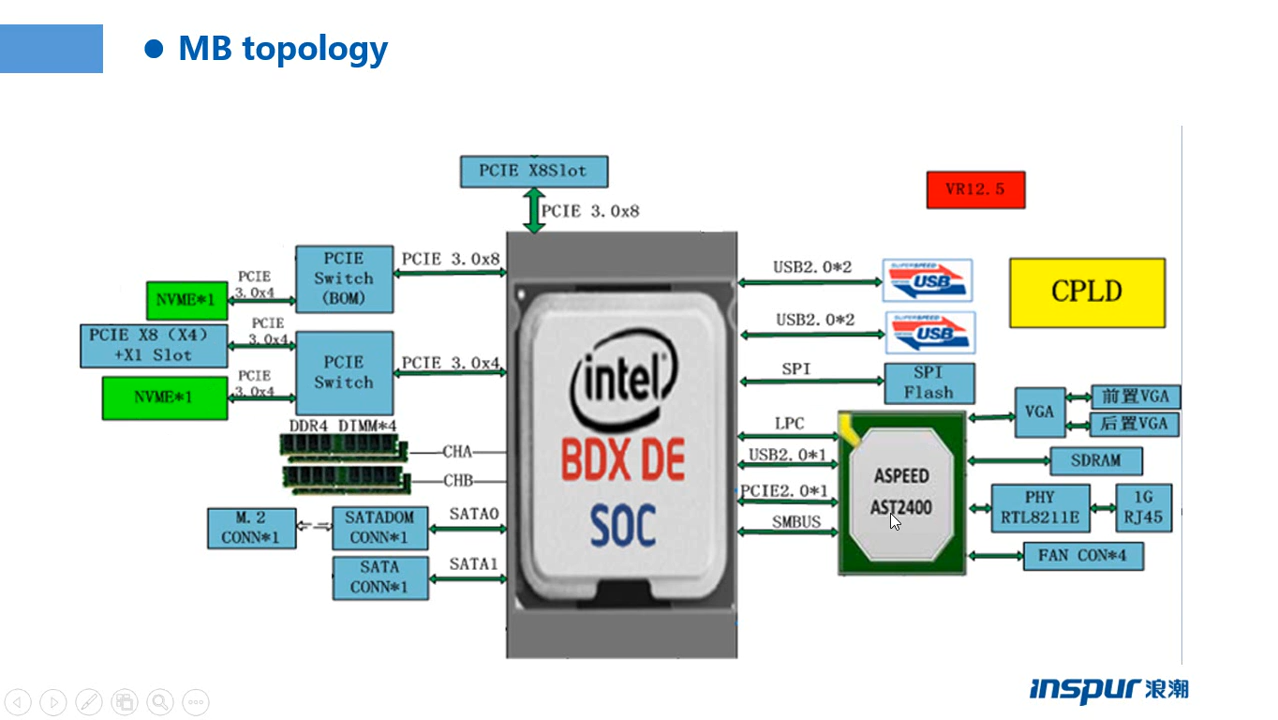 MB topology
PCIE X8Slot
PCIE 3.0x8
VR12.5
CPLD
PCIE
Switch
(BOM)
PCIE 3.0x8
PCIE
3.0x4
NVME*1
PCIE X8 (X4)
+X1 Slot
PCIE
3.0x4
PCIE
Switch
PCIE 3.0x4
NVME*1
PCIE
3.0x4
DDR4 DIMM*4
CHA
CHB
M.2
CONN*1
SATADOM
CONN*1
SATA0
SATA
CONN*1
SATA1
intel
BDX DE
SOC
USB2.0*2
SUPERSPEED
USB
USB2.0*2
SUPERSPEED
USB
SPI
SPI
Flash
LPC
USB2.0*1
PCIE2.0*1
SMBUS
ASPEED
AST2400
VGA
前置VGA
后置VGA
SDRAM
PHY
RTL8211E
1G
RJ45
FAN CON*4
inspur 浪潮